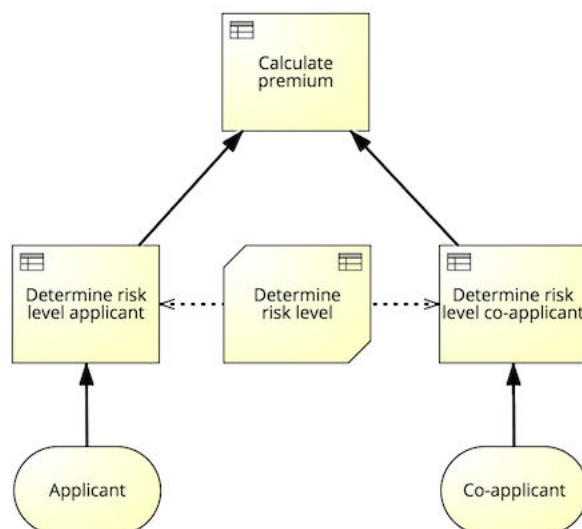 Calculate
premium
Determine risk
level applicant
Determine
risk level
Determine risk
level co-applicant
Applicant
Co-applicant